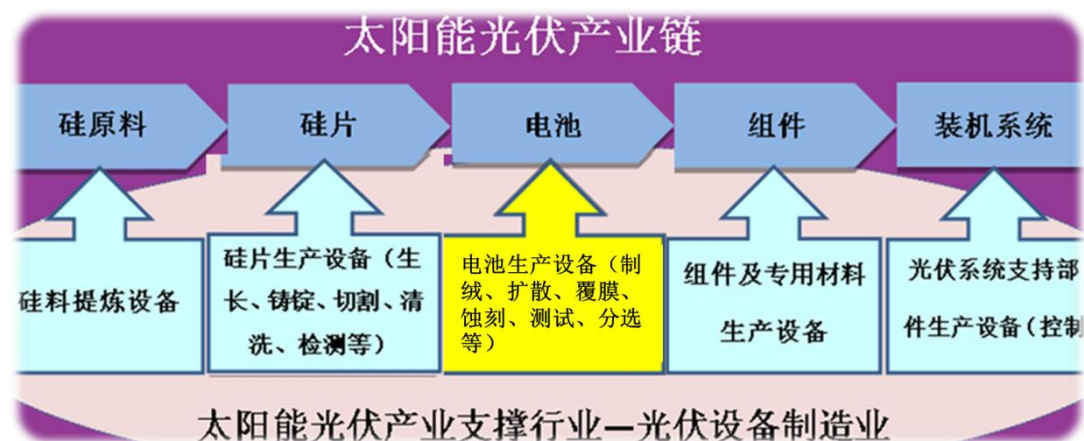 太阳能光伏产业链
硅原料
硅片
电池
组件
装机系统
硅料提炼设备
硅片生产设备（生
长、铸锭、切割、清
洗、检测等）
电池生产设备（制
绒、扩散、覆膜、
蚀刻、测试、分选
等）
组件及专用材料
生产设备
光伏系统支持部
件生产设备（控制
太阳能光伏产业支撑行业—光伏设备制造业